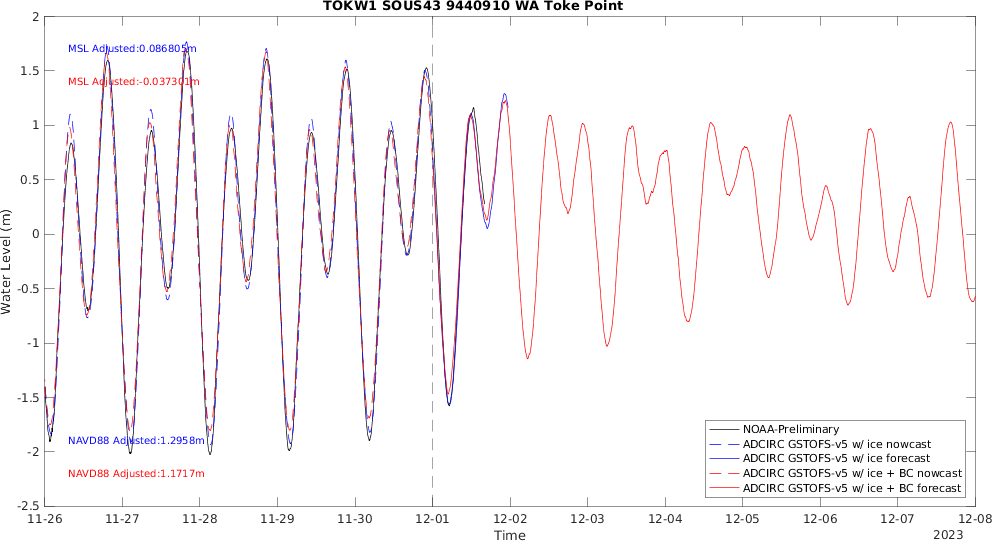 TOKW1 SOUS43 9440910 WA Toke Point
MSL Adjusted:0.086805m
MSL Adjusted:-0.037301m
NAVD88 Adjusted:1.2958m
NAVD88 Adjusted:1.1717m
Water Level (m)
2
1.5
1
0.5
0
-0.5
-1
-1.5
-2
-2.5
NOAA-Preliminary
ADCIRC GSTOFS-v5 w/ ice nowcast
ADCIRC GSTOFS-v5 w/ ice forecast
ADCIRC GSTOFS-v5 w/ ice + BC nowcast
ADCIRC GSTOFS-v5 w/ ice + BC forecast
11-26 11-27 11-28 11-29 11-30 12-01 12-02 12-03 12-04 12-05 12-06 12-07 12-08
Time
2023